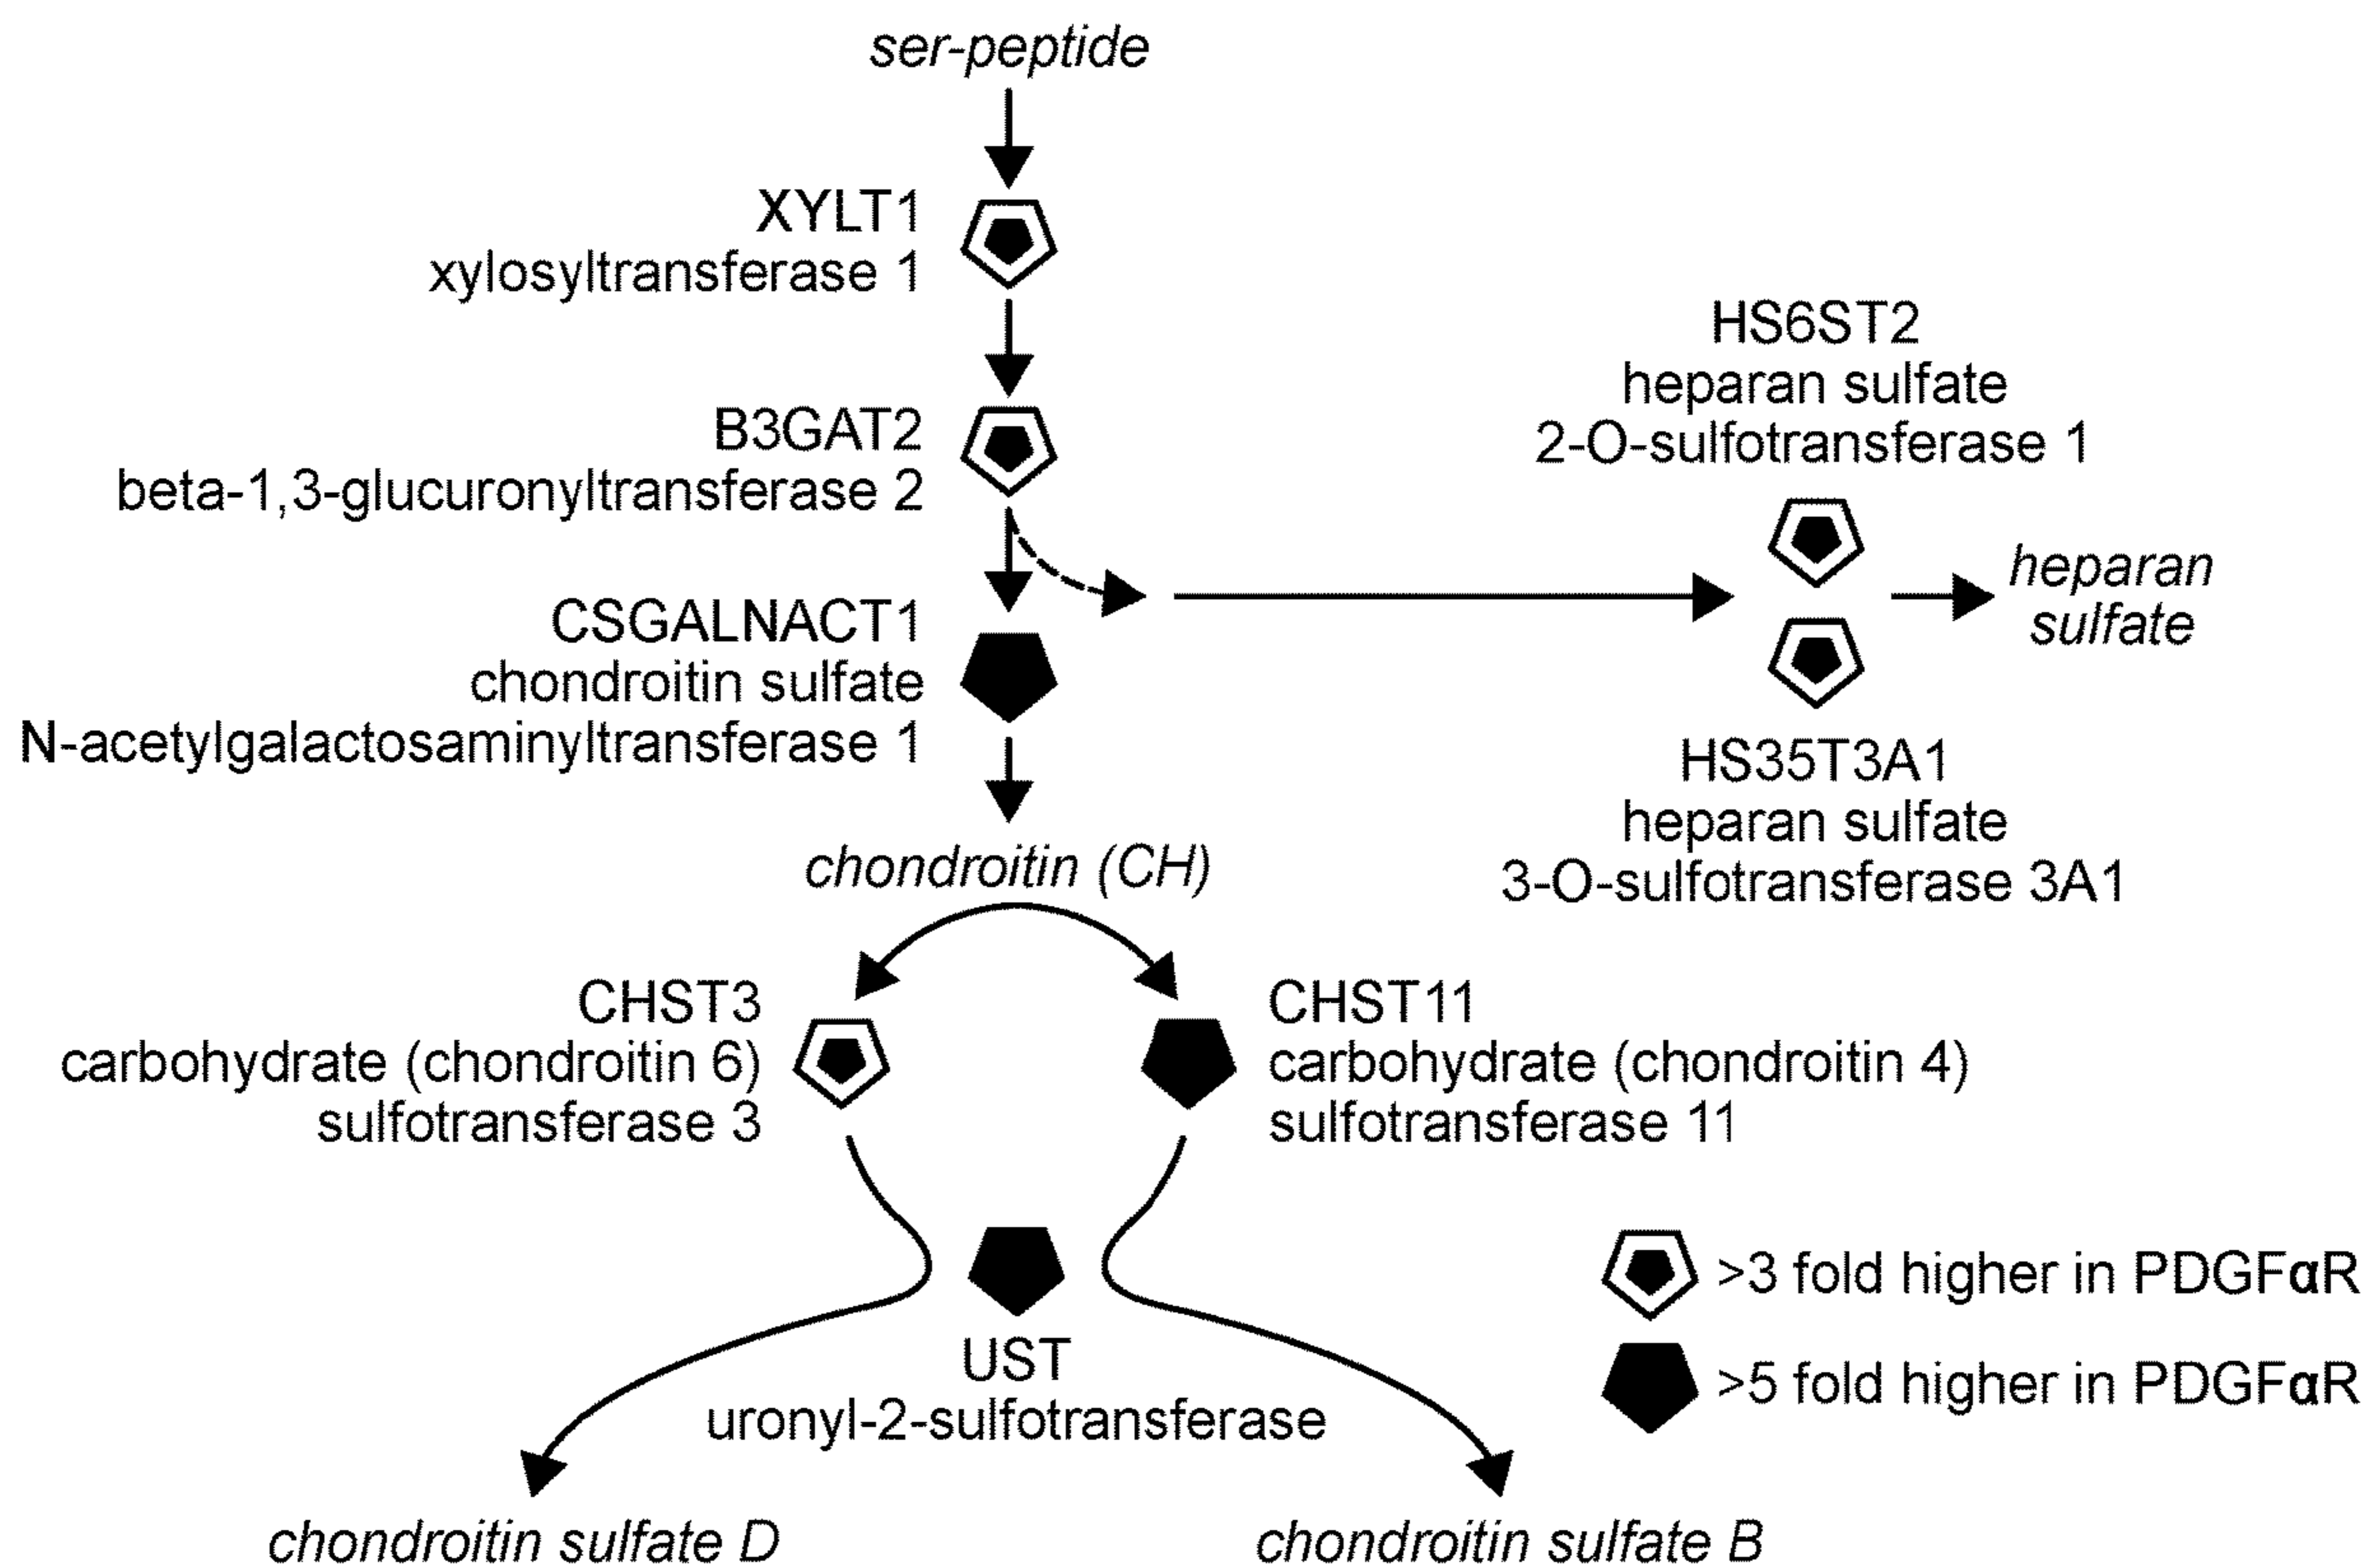 ser-peptide
XYLT1
xylosyltransferase 1
B3GAT2
beta-1,3-glucuronyltransferase 2
HS6ST2
heparan sulfate
2-O-sulfotransferase 1
heparan
sulfate
HS35T3A1
heparan sulfate
3-O-sulfotransferase 3A1
CSGALNACT1
chondroitin sulfate
N-acetylgalactosaminyltransferase 1
chondroitin (CH)
CHST3
carbohydrate (chondroitin 6)
sulfotransferase 3
CHST11
carbohydrate (chondroitin 4)
sulfotransferase 11
UST
uronyl-2-sulfotransferase
>3 fold higher in PDGFαR
>5 fold higher in PDGFαR
chondroitin sulfate D
chondroitin sulfate B